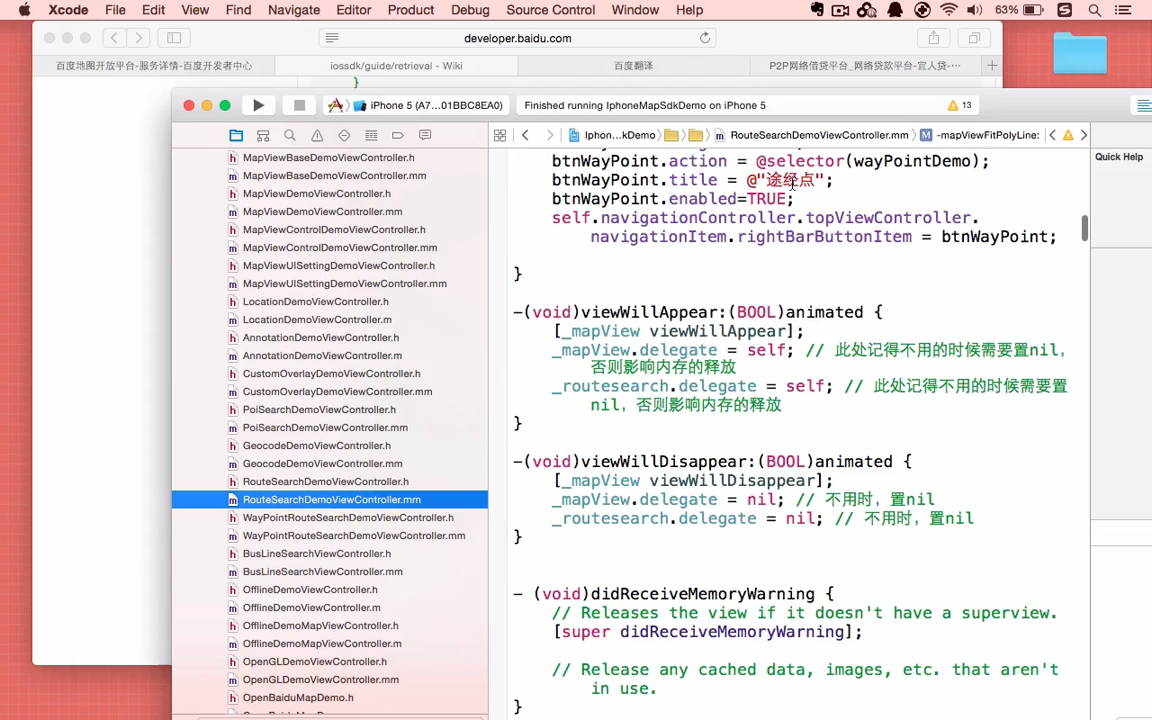 Xcode File Edit View Find Navigate Editor Product Debug Source Control Window Help 63%
developer.baidu.com
百度地图开放平台-服务详情-百度开发者中心 iossdk/guide/retrieval - Wiki 百度翻译 P2P网络借贷平台_网络贷款平台-宜人贷-···
}
iPhone 5 (A7...01BBC8EA0) Finished running IphoneMapSdkDemo on iPhone 5 13
Iphon...kDemo RouteSearchDemoViewController.mm M -mapViewFitPolyLine:
Quick Help
MapViewBaseDemoViewController.h
MapViewBaseDemoViewController.mm
MapViewDemoViewController.h
MapViewDemoViewController.mm
MapViewControlDemoViewController.h
MapViewControlDemoViewController.mm
MapViewUISettingDemoViewController.h
MapViewUISettingDemoViewController.mm
LocationDemoViewController.h
LocationDemoViewController.m
AnnotationDemoViewController.h
AnnotationDemoViewController.m
CustomOverlayDemoViewController.h
CustomOverlayDemoViewController.mm
PoiSearchDemoViewController.h
PoiSearchDemoViewController.mm
GeocodeDemoViewController.h
GeocodeDemoViewController.mm
RouteSearchDemoViewController.h
RouteSearchDemoViewController.mm
WayPointRouteSearchDemoViewController.h
WayPointRouteSearchDemoViewController.mm
BusLineSearchViewController.h
BusLineSearchViewController.mm
OfflineDemoViewController.h
OfflineDemoViewController.m
OfflineDemoMapViewController.h
OfflineDemoMapViewController.m
OpenGLDemoViewController.h
OpenGLDemoViewController.mm
OpenBaiduMapDemo.h
btnWayPoint.action = @selector(wayPointDemo);
btnWayPoint.title = @"途经点";
btnWayPoint.enabled=TRUE;
self.navigationController.topViewController.
navigationItem.rightBarButtonItem = btnWayPoint;
}
-(void)viewWillAppear:(BOOL)animated {
[_mapView viewWillAppear];
_mapView.delegate = self; // 此处记得不用的时候需要置nil，
否则影响内存的释放
_routesearch.delegate = self; // 此处记得不用的时候需要置
nil，否则影响内存的释放
}
-(void)viewWillDisappear:(BOOL)animated {
[_mapView viewWillDisappear];
_mapView.delegate = nil; // 不用时，置nil
_routesearch.delegate = nil; // 不用时，置nil
}
- (void)didReceiveMemoryWarning {
// Releases the view if it doesn't have a superview.
[super didReceiveMemoryWarning];
// Release any cached data, images, etc. that aren't
in use.
}